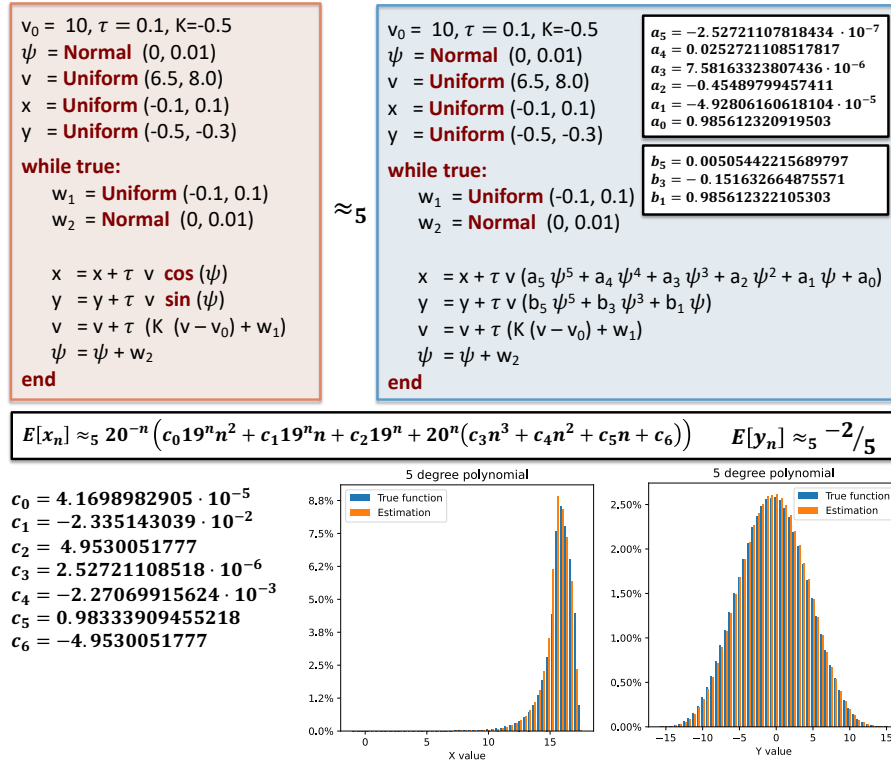 v₀ = 10, τ = 0.1, K=-0.5
ψ = Normal (0, 0.01)
v = Uniform (6.5, 8.0)
x = Uniform (-0.1, 0.1)
y = Uniform (-0.5, -0.3)
while true:
w₁ = Uniform (-0.1, 0.1)
w₂ = Normal (0, 0.01)
x = x + τ v cos (ψ)
y = y + τ v sin (ψ)
v = v + τ (K (v – v₀) + w₁)
ψ = ψ + w₂
end
≈₅
v₀ = 10, τ = 0.1, K=-0.5
ψ = Normal (0, 0.01)
v = Uniform (6.5, 8.0)
x = Uniform (-0.1, 0.1)
y = Uniform (-0.5, -0.3)
while true:
w₁ = Uniform (-0.1, 0.1)
w₂ = Normal (0, 0.01)
x = x + τ v (a₅ ψ⁵ + a₄ ψ⁴ + a₃ ψ³ + a₂ ψ² + a₁ ψ + a₀)
y = y + τ v (b₅ ψ⁵ + b₃ ψ³ + b₁ ψ)
v = v + τ (K (v – v₀) + w₁)
ψ = ψ + w₂
end
a₅ = −2.52721107818434 · 10⁻⁷
a₄ = 0.0252721108517817
a₃ = 7.58163323807436 · 10⁻⁶
a₂ = −0.45489799457411
a₁ = −4.92806160618104 · 10⁻⁵
a₀ = 0.985612320919503
b₅ = 0.00505442215689797
b₃ = − 0.151632664875571
b₁ = 0.985612322105303
E[xₙ] ≈₅ 20⁻ⁿ (c₀19ⁿn² + c₁19ⁿn + c₂19ⁿ + 20ⁿ(c₃n³ + c₄n² + c₅n + c₆)) E[yₙ] ≈₅ −2/5
c₀ = 4.1698982905 · 10⁻⁵
c₁ = −2.335143039 · 10⁻²
c₂ = 4.9530051777
c₃ = 2.52721108518 · 10⁻⁶
c₄ = −2.27069915624 · 10⁻³
c₅ = 0.98333909455218
c₆ = −4.9530051777
5 degree polynomial
True function
Estimation
8.8%
7.5%
6.2%
5.0%
3.8%
2.5%
1.2%
0.0%
0 5 10 15
X value
5 degree polynomial
True function
Estimation
2.50%
2.00%
1.50%
1.00%
0.50%
0.00%
−15 −10 −5 0 5 10 15
Y value